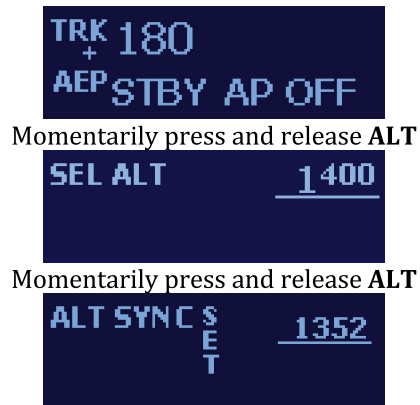 TRK + 180
AEP STBY AP OFF
Momentarily press and release ALT
SEL ALT 1400
Momentarily press and release ALT
ALT SYNC SET 1352